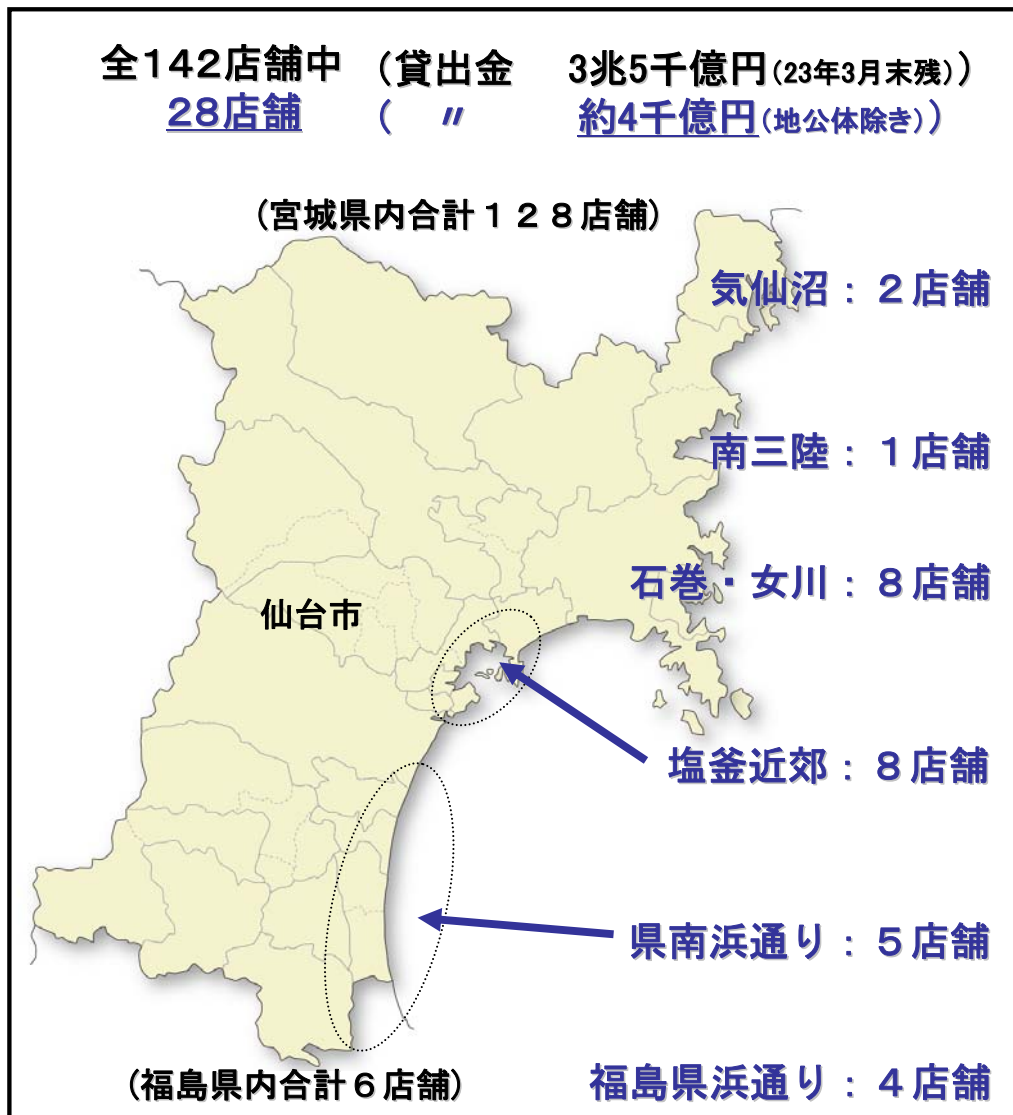 全142店舗中 (貸出金 3兆5千億円(23年3月末残))
28店舗 ( 〃 約4千億円(地公体除き))
(宮城県内合計128店舗)
気仙沼:2店舗
南三陸:1店舗
石巻・女川:8店舗
仙台市
塩釜近郊:8店舗
県南浜通り:5店舗
(福島県内合計6店舗)
福島県浜通り:4店舗